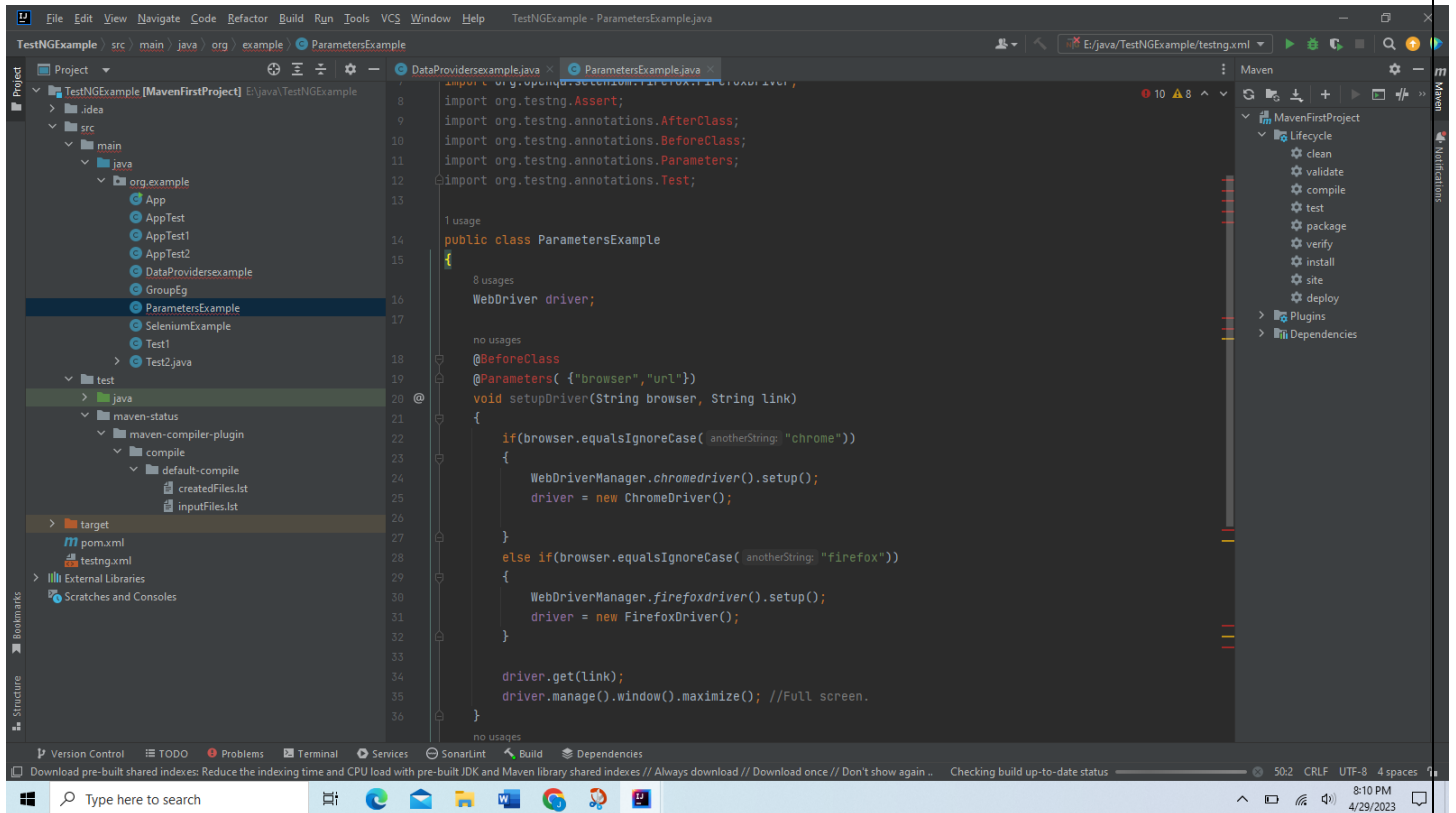 File Edit View Navigate Code Refactor Build Run Tools VCS Window Help TestNGExample - ParametersExample.java
TestNGExample src main java org example ParametersExample
E:/java/TestNGExample/testng.xml
Project
Project
TestNGExample [MavenFirstProject] E:\java\TestNGExample
.idea
src
main
java
org.example
App
AppTest
AppTest1
AppTest2
DataProvidersexample
GroupEg
ParametersExample
SeleniumExample
Test1
Test2.java
test
java
maven-status
maven-compiler-plugin
compile
default-compile
createdFiles.lst
inputFiles.lst
target
pom.xml
testng.xml
External Libraries
Scratches and Consoles
Bookmarks
Structure
DataProvidersexample.java ParametersExample.java
10 8
7 import org.openqa.selenium.firefox.FirefoxDriver;
8 import org.testng.Assert;
9 import org.testng.annotations.AfterClass;
10 import org.testng.annotations.BeforeClass;
11 import org.testng.annotations.Parameters;
12 import org.testng.annotations.Test;
13
1 usage
14 public class ParametersExample
15 {
8 usages
16 WebDriver driver;
17
no usages
18 @BeforeClass
19 @Parameters( {"browser","url"})
20 @ void setupDriver(String browser, String link)
21 {
22 if(browser.equalsIgnoreCase( anotherString: "chrome"))
23 {
24 WebDriverManager.chromedriver().setup();
25 driver = new ChromeDriver();
26
27 }
28 else if(browser.equalsIgnoreCase( anotherString: "firefox"))
29 {
30 WebDriverManager.firefoxdriver().setup();
31 driver = new FirefoxDriver();
32 }
33
34 driver.get(link);
35 driver.manage().window().maximize(); //Full screen.
36 }
no usages
Maven
MavenFirstProject
Lifecycle
clean
validate
compile
test
package
verify
install
site
deploy
Plugins
Dependencies
m Maven
Notifications
Version Control TODO Problems Terminal Services SonarLint Build Dependencies
Download pre-built shared indexes: Reduce the indexing time and CPU load with pre-built JDK and Maven library shared indexes // Always download // Download once // Don't show again .. Checking build up-to-date status 50:2 CRLF UTF-8 4 spaces
Type here to search
8:10 PM
4/29/2023